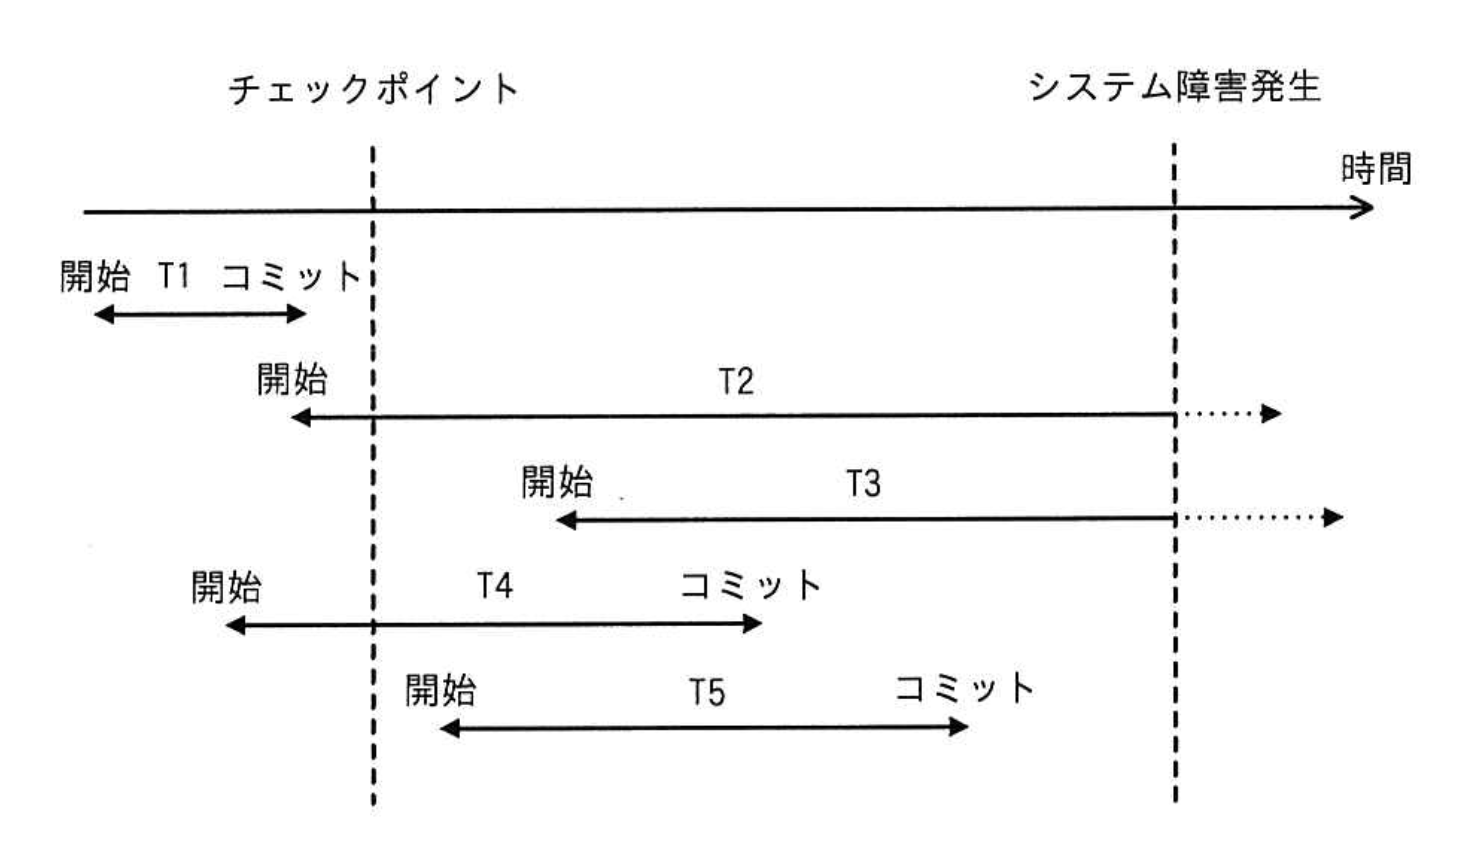 チェックポイント システム障害発生
時間
開始 T1 コミット
開始 T2
開始 T3
開始 T4 コミット
開始 T5 コミット